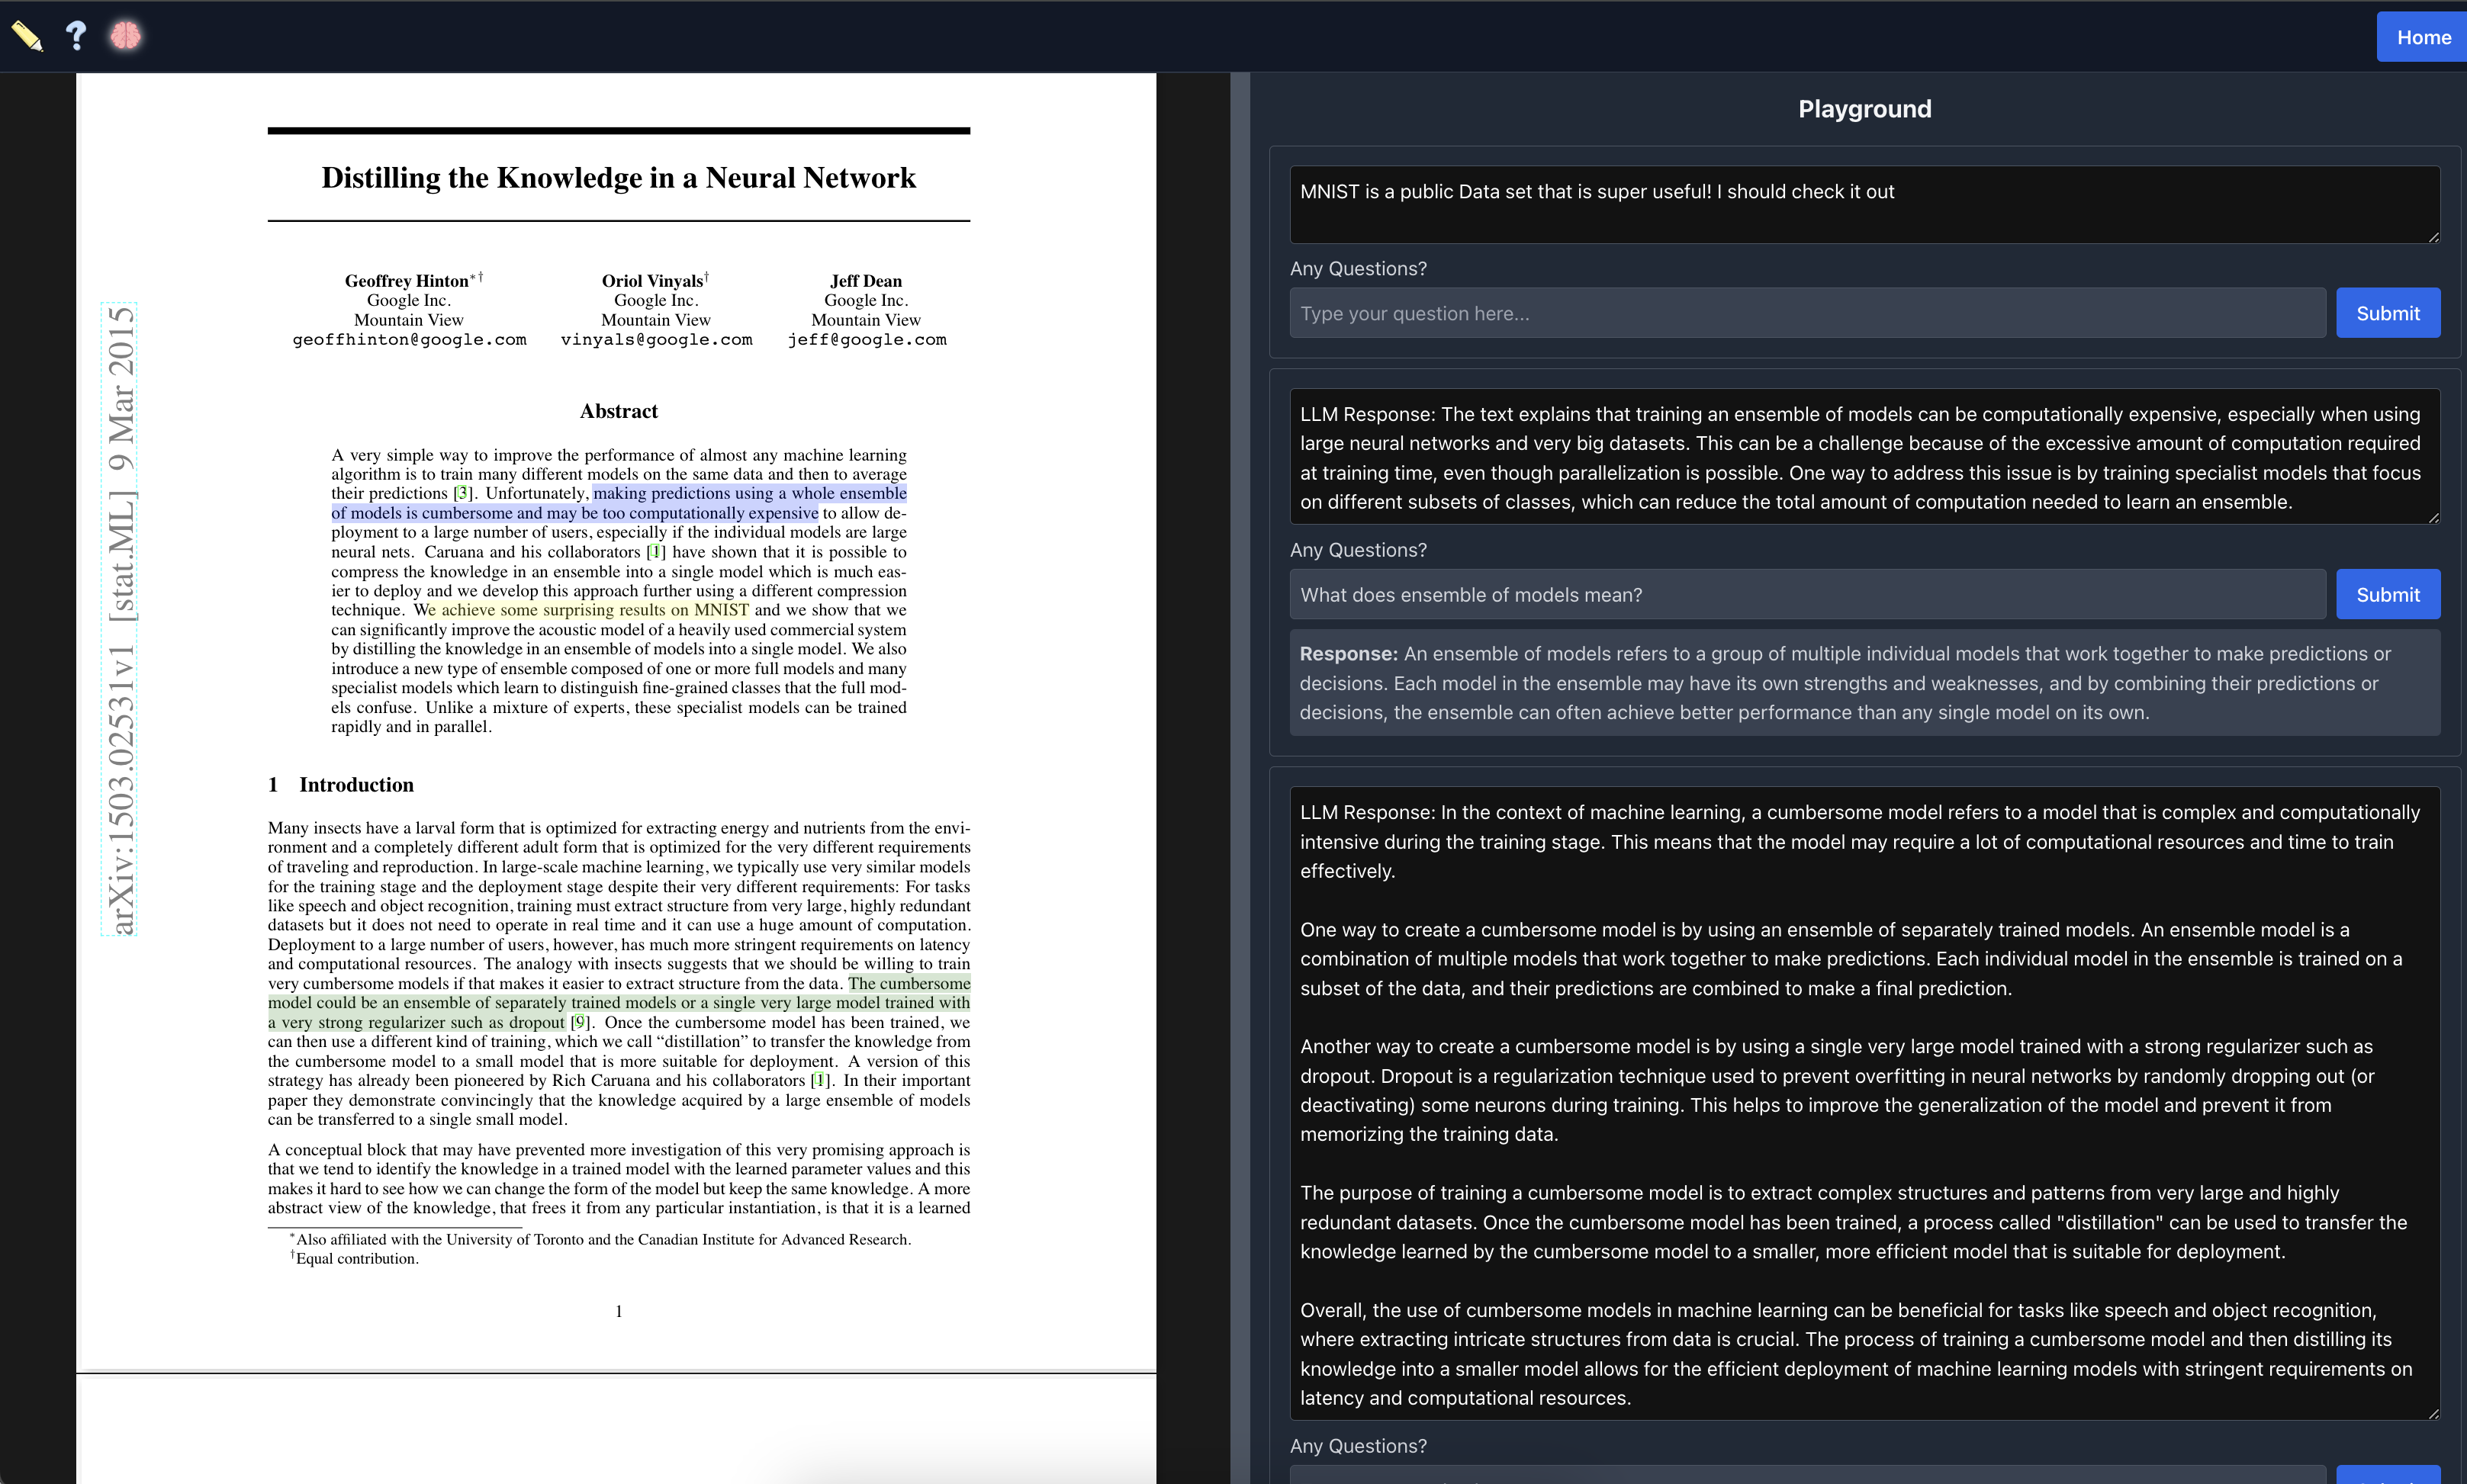 Home
Distilling the Knowledge in a Neural Network
Geoffrey Hinton∗†
Google Inc.
Mountain View
geoffhinton@google.com
Oriol Vinyals†
Google Inc.
Mountain View
vinyals@google.com
Jeff Dean
Google Inc.
Mountain View
jeff@google.com
arXiv:1503.02531v1 [stat.ML] 9 Mar 2015
Abstract
A very simple way to improve the performance of almost any machine learning
algorithm is to train many different models on the same data and then to average
their predictions [3]. Unfortunately, making predictions using a whole ensemble
of models is cumbersome and may be too computationally expensive to allow de-
ployment to a large number of users, especially if the individual models are large
neural nets. Caruana and his collaborators [1] have shown that it is possible to
compress the knowledge in an ensemble into a single model which is much eas-
ier to deploy and we develop this approach further using a different compression
technique. We achieve some surprising results on MNIST and we show that we
can significantly improve the acoustic model of a heavily used commercial system
by distilling the knowledge in an ensemble of models into a single model. We also
introduce a new type of ensemble composed of one or more full models and many
specialist models which learn to distinguish fine-grained classes that the full mod-
els confuse. Unlike a mixture of experts, these specialist models can be trained
rapidly and in parallel.
1 Introduction
Many insects have a larval form that is optimized for extracting energy and nutrients from the envi-
ronment and a completely different adult form that is optimized for the very different requirements
of traveling and reproduction. In large-scale machine learning, we typically use very similar models
for the training stage and the deployment stage despite their very different requirements: For tasks
like speech and object recognition, training must extract structure from very large, highly redundant
datasets but it does not need to operate in real time and it can use a huge amount of computation.
Deployment to a large number of users, however, has much more stringent requirements on latency
and computational resources. The analogy with insects suggests that we should be willing to train
very cumbersome models if that makes it easier to extract structure from the data. The cumbersome
model could be an ensemble of separately trained models or a single very large model trained with
a very strong regularizer such as dropout [9]. Once the cumbersome model has been trained, we
can then use a different kind of training, which we call “distillation” to transfer the knowledge from
the cumbersome model to a small model that is more suitable for deployment. A version of this
strategy has already been pioneered by Rich Caruana and his collaborators [1]. In their important
paper they demonstrate convincingly that the knowledge acquired by a large ensemble of models
can be transferred to a single small model.
A conceptual block that may have prevented more investigation of this very promising approach is
that we tend to identify the knowledge in a trained model with the learned parameter values and this
makes it hard to see how we can change the form of the model but keep the same knowledge. A more
abstract view of the knowledge, that frees it from any particular instantiation, is that it is a learned
∗Also affiliated with the University of Toronto and the Canadian Institute for Advanced Research.
†Equal contribution.
1
Playground
MNIST is a public Data set that is super useful! I should check it out
Any Questions?
Type your question here...
Submit
LLM Response: The text explains that training an ensemble of models can be computationally expensive, especially when using
large neural networks and very big datasets. This can be a challenge because of the excessive amount of computation required
at training time, even though parallelization is possible. One way to address this issue is by training specialist models that focus
on different subsets of classes, which can reduce the total amount of computation needed to learn an ensemble.
Any Questions?
What does ensemble of models mean?
Submit
Response: An ensemble of models refers to a group of multiple individual models that work together to make predictions or
decisions. Each model in the ensemble may have its own strengths and weaknesses, and by combining their predictions or
decisions, the ensemble can often achieve better performance than any single model on its own.
LLM Response: In the context of machine learning, a cumbersome model refers to a model that is complex and computationally
intensive during the training stage. This means that the model may require a lot of computational resources and time to train
effectively.
One way to create a cumbersome model is by using an ensemble of separately trained models. An ensemble model is a
combination of multiple models that work together to make predictions. Each individual model in the ensemble is trained on a
subset of the data, and their predictions are combined to make a final prediction.
Another way to create a cumbersome model is by using a single very large model trained with a strong regularizer such as
dropout. Dropout is a regularization technique used to prevent overfitting in neural networks by randomly dropping out (or
deactivating) some neurons during training. This helps to improve the generalization of the model and prevent it from
memorizing the training data.
The purpose of training a cumbersome model is to extract complex structures and patterns from very large and highly
redundant datasets. Once the cumbersome model has been trained, a process called "distillation" can be used to transfer the
knowledge learned by the cumbersome model to a smaller, more efficient model that is suitable for deployment.
Overall, the use of cumbersome models in machine learning can be beneficial for tasks like speech and object recognition,
where extracting intricate structures from data is crucial. The process of training a cumbersome model and then distilling its
knowledge into a smaller model allows for the efficient deployment of machine learning models with stringent requirements on
latency and computational resources.
Any Questions?